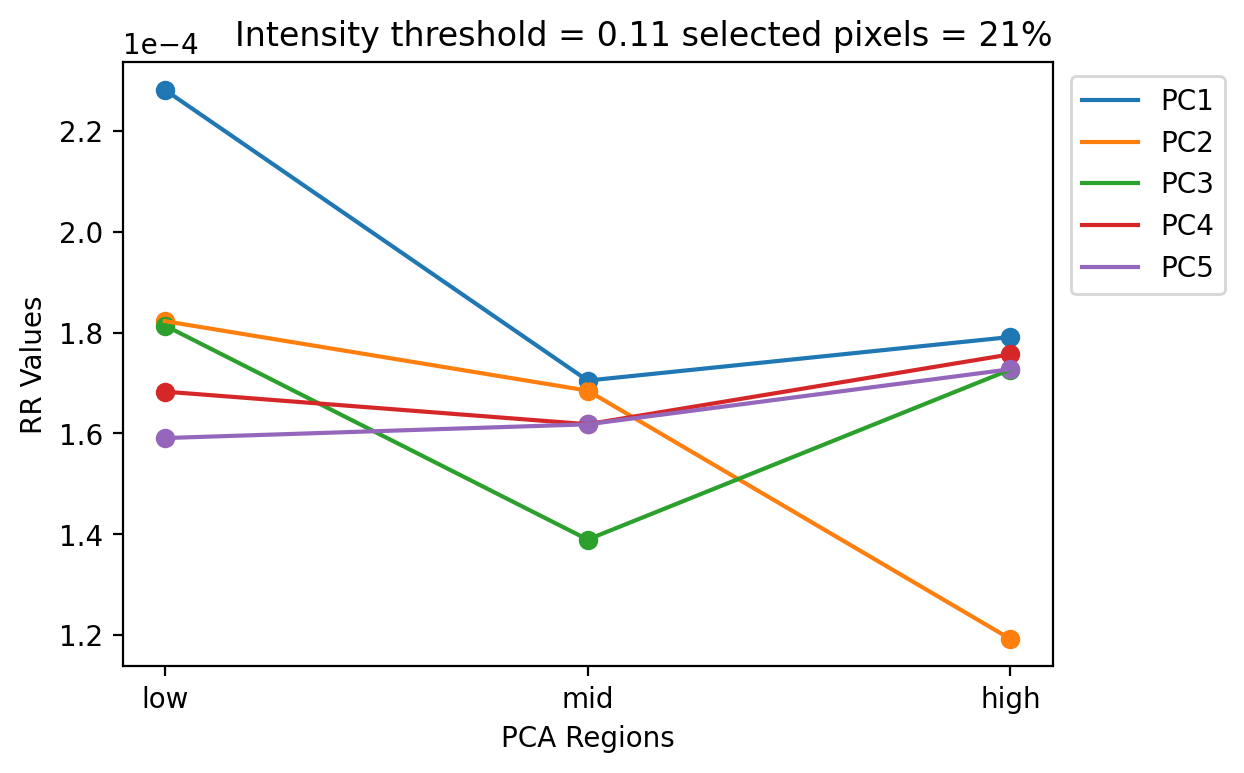 Intensity threshold = 0.11 selected pixels = 21%
1e−4
2.2
2.0
1.8
1.6
1.4
1.2
RR Values
low mid high
PCA Regions
PC1
PC2
PC3
PC4
PC5